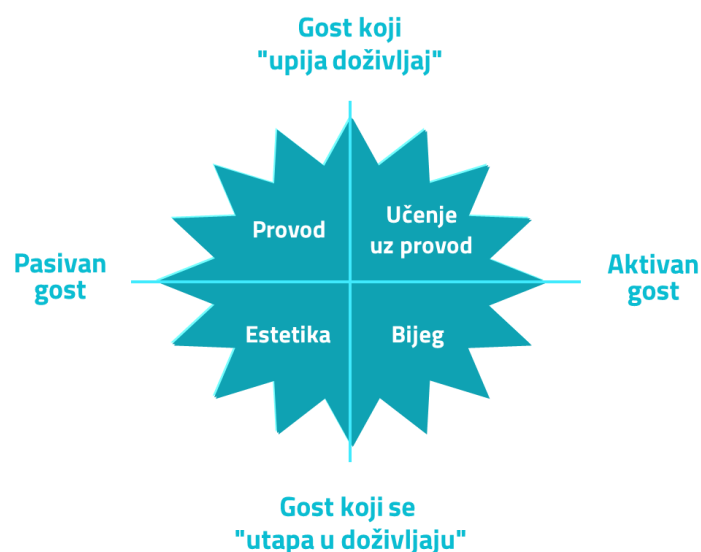 Gost koji
"upija doživljaj"
Provod
Učenje
uz provod
Pasivan
gost
Aktivan
gost
Estetika
Bijeg
Gost koji se
"utapa u doživljaju"